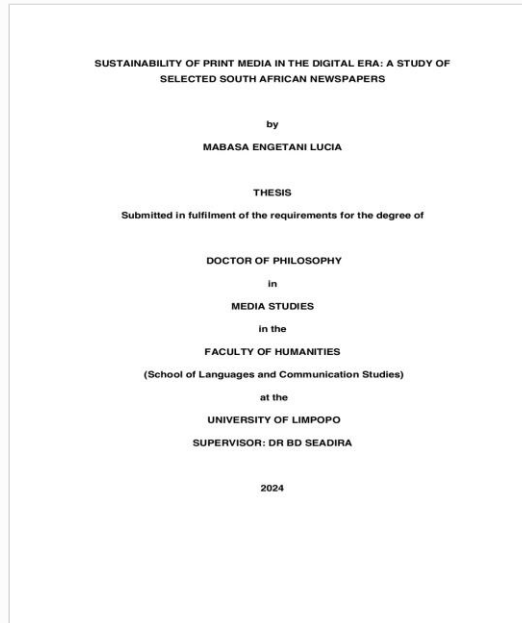 SUSTAINABILITY OF PRINT MEDIA IN THE DIGITAL ERA: A STUDY OF
SELECTED SOUTH AFRICAN NEWSPAPERS
by
MABASA ENGETANI LUCIA
THESIS
Submitted in fulfilment of the requirements for the degree of
DOCTOR OF PHILOSOPHY
in
MEDIA STUDIES
in the
FACULTY OF HUMANITIES
(School of Languages and Communication Studies)
at the
UNIVERSITY OF LIMPOPO
SUPERVISOR: DR BD SEADIRA
2024